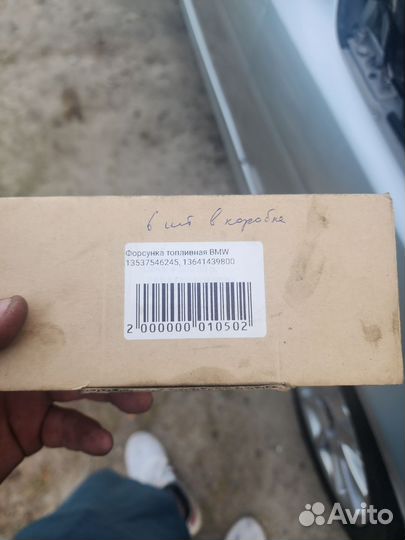 6 шт в коробке
Форсунка топливная BMW
13537546245, 13641439800
2 000000 010502
Avito